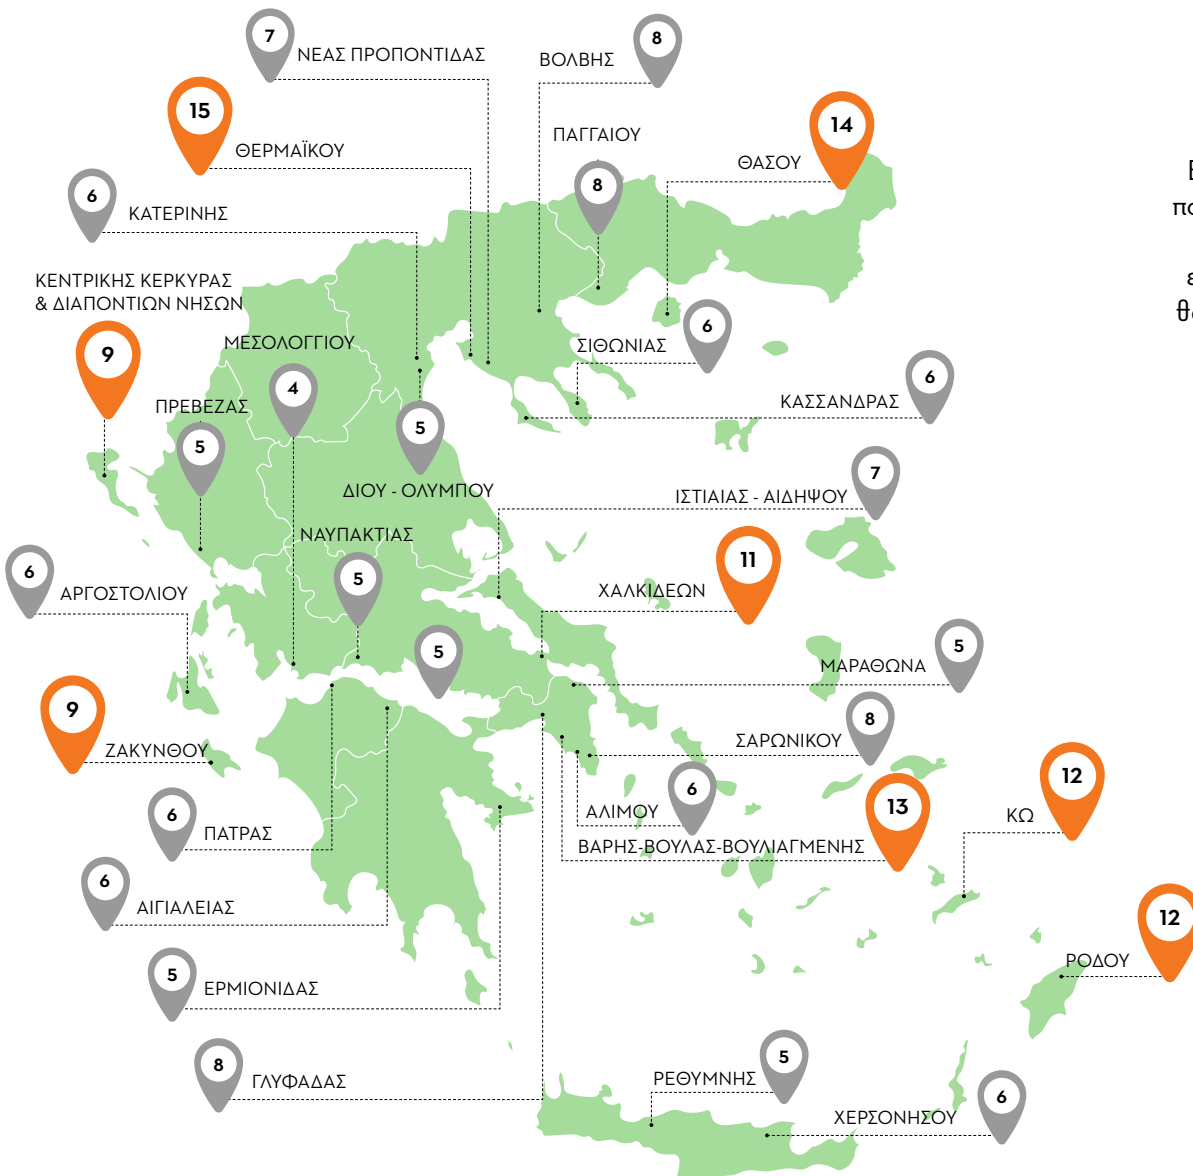 7
ΝΕΑΣ ΠΡΟΠΟΝΤΙΔΑΣ
ΒΟΛΒΗΣ
8
15
ΘΕΡΜΑΪΚΟΥ
ΠΑΓΓΑΙΟΥ
8
ΘΑΣΟΥ
14
6
ΚΑΤΕΡΙΝΗΣ
ΚΕΝΤΡΙΚΗΣ ΚΕΡΚΥΡΑΣ
& ΔΙΑΠΟΝΤΙΩΝ ΝΗΣΩΝ
9
ΜΕΣΟΛΟΓΓΙΟΥ
4
ΣΙΘΩΝΙΑΣ
6
ΠΡΕΒΕΖΑΣ
5
ΚΑΣΣΑΝΔΡΑΣ
6
5
ΔΙΟΥ - ΟΛΥΜΠΟΥ
ΙΣΤΙΑΙΑΣ - ΑΙΔΗΨΟΥ
7
ΝΑΥΠΑΚΤΙΑΣ
5
6
ΑΡΓΟΣΤΟΛΙΟΥ
ΧΑΛΚΙΔΕΩΝ
11
5
ΜΑΡΑΘΩΝΑ
5
9
ΖΑΚΥΝΘΟΥ
ΣΑΡΩΝΙΚΟΥ
8
6
ΠΑΤΡΑΣ
ΑΛΙΜΟΥ
6
ΒΑΡΗΣ-ΒΟΥΛΑΣ-ΒΟΥΛΙΑΓΜΕΝΗΣ
13
ΚΩ
12
6
ΑΙΓΙΑΛΕΙΑΣ
ΡΟΔΟΥ
12
5
ΕΡΜΙΟΝΙΔΑΣ
8
ΓΛΥΦΑΔΑΣ
ΡΕΘΥΜΝΗΣ
5
ΧΕΡΣΟΝΗΣΟΥ
6